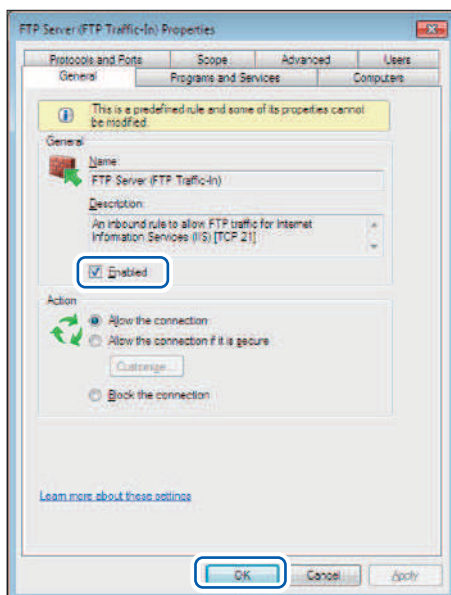 FTP Server (FTP Traffic-In) Properties
Protocols and Ports Scope Advanced Users
General Programs and Services Computers
This is a predefined rule and some of its properties cannot
be modified.
General
Name:
FTP Server (FTP Traffic-In)
Description:
An inbound rule to allow FTP traffic for Internet
Information Services (IIS) [TCP 21]
Enabled
Action
Allow the connection
Allow the connection if it is secure
Customize...
Block the connection
Learn more about these settings
OK Cancel Apply